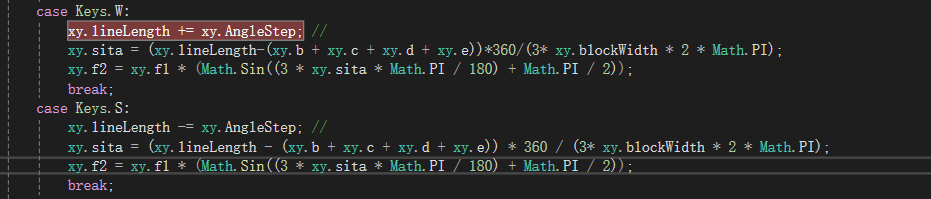 case Keys.W:
xy.lineLength += xy.AngleStep; //
xy.sita = (xy.lineLength-(xy.b + xy.c + xy.d + xy.e))*360/(3* xy.blockWidth * 2 * Math.PI);
xy.f2 = xy.f1 * (Math.Sin((3 * xy.sita * Math.PI / 180) + Math.PI / 2));
break;
case Keys.S:
xy.lineLength -= xy.AngleStep; //
xy.sita = (xy.lineLength - (xy.b + xy.c + xy.d + xy.e)) * 360 / (3* xy.blockWidth * 2 * Math.PI);
xy.f2 = xy.f1 * (Math.Sin((3 * xy.sita * Math.PI / 180) + Math.PI / 2));
break;